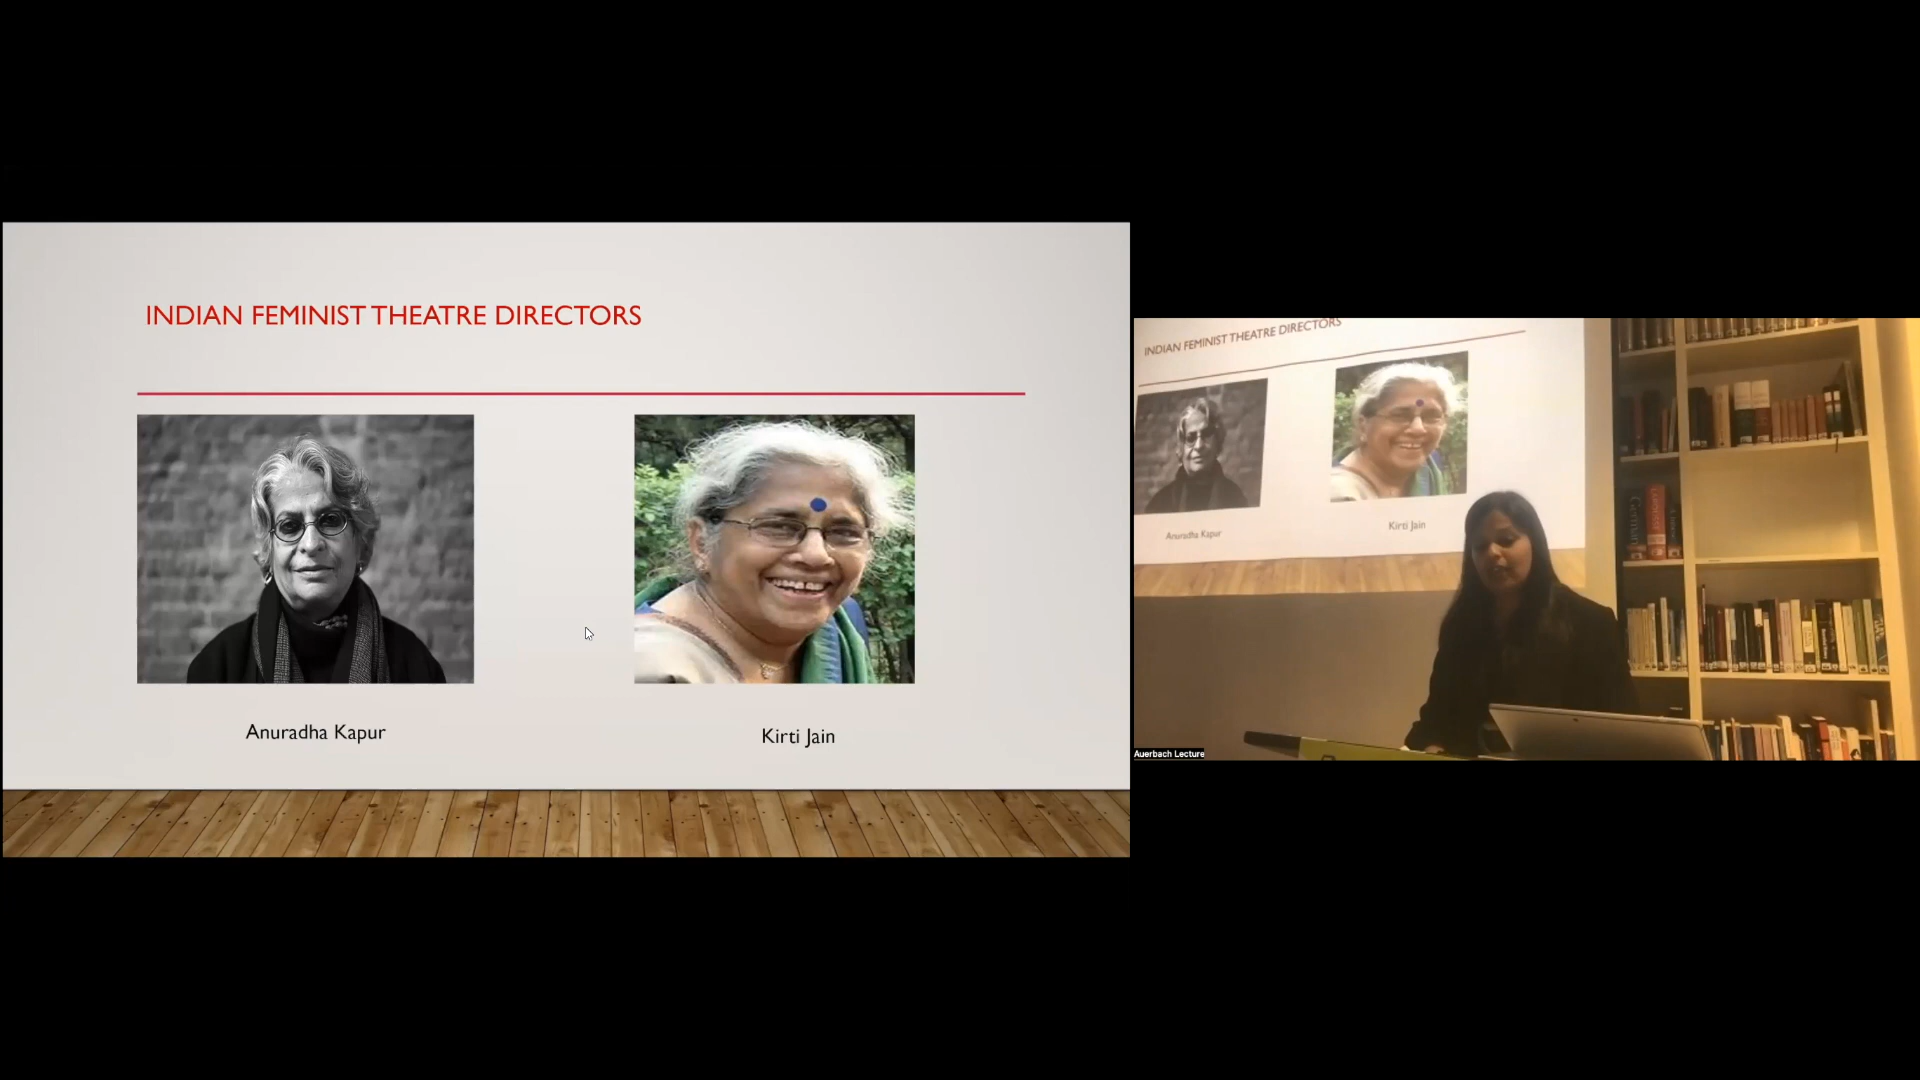 INDIAN FEMINIST THEATRE DIRECTORS
Anuradha Kapur
Kirti Jain
INDIAN FEMINIST THEATRE DIRECTORS
Anuradha Kapur
Kirti Jain
Auerbach Lecture